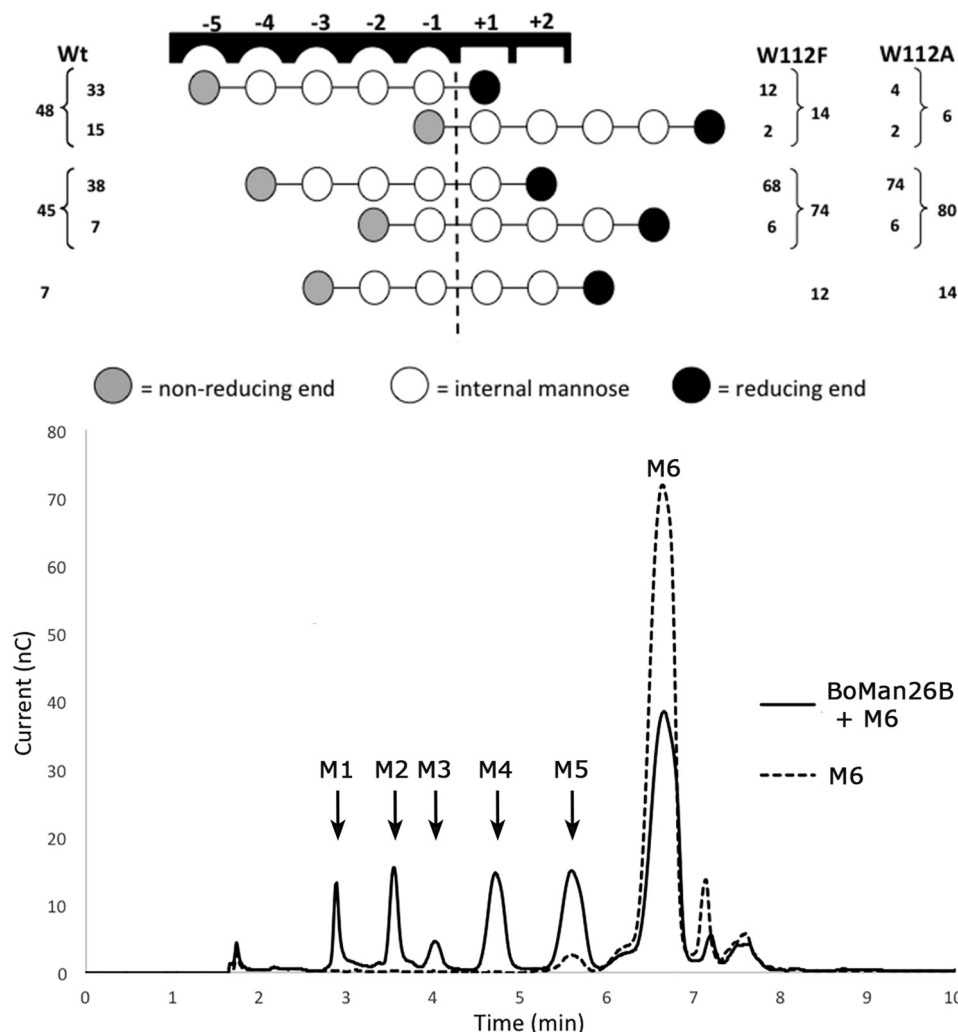 -5 -4 -3 -2 -1 +1 +2
Wt W112F W112A
33 12 4
48 14 6
15 2 2
38 68 74
45 74 80
7 6 6
7 12 14
= non-reducing end = internal mannose = reducing end
80
70
60
50
40
30
20
10
0
Current (nC)
M1 M2 M3 M4 M5 M6
BoMan26B
+ M6
M6
0 1 2 3 4 5 6 7 8 9 10
Time (min)